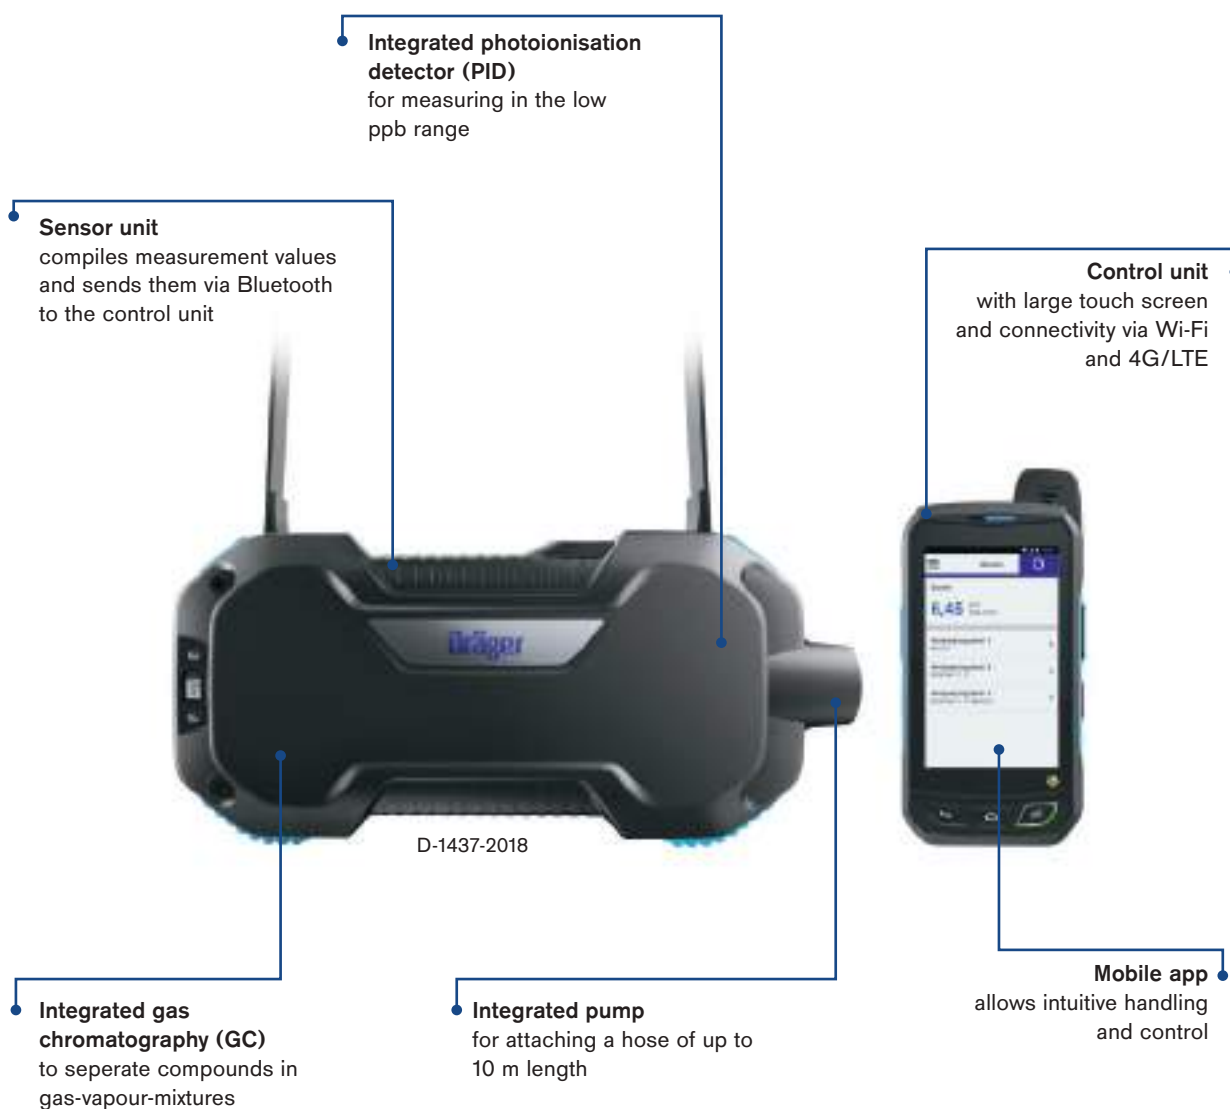 Integrated photoionisation
detector (PID)
for measuring in the low
ppb range
Sensor unit
compiles measurement values
and sends them via Bluetooth
to the control unit
Control unit
with large touch screen
and connectivity via Wi-Fi
and 4G/LTE
Dräger
6,45
D-1437-2018
Integrated gas
chromatography (GC)
to seperate compounds in
gas-vapour-mixtures
Integrated pump
for attaching a hose of up to
10 m length
Mobile app
allows intuitive handling
and control